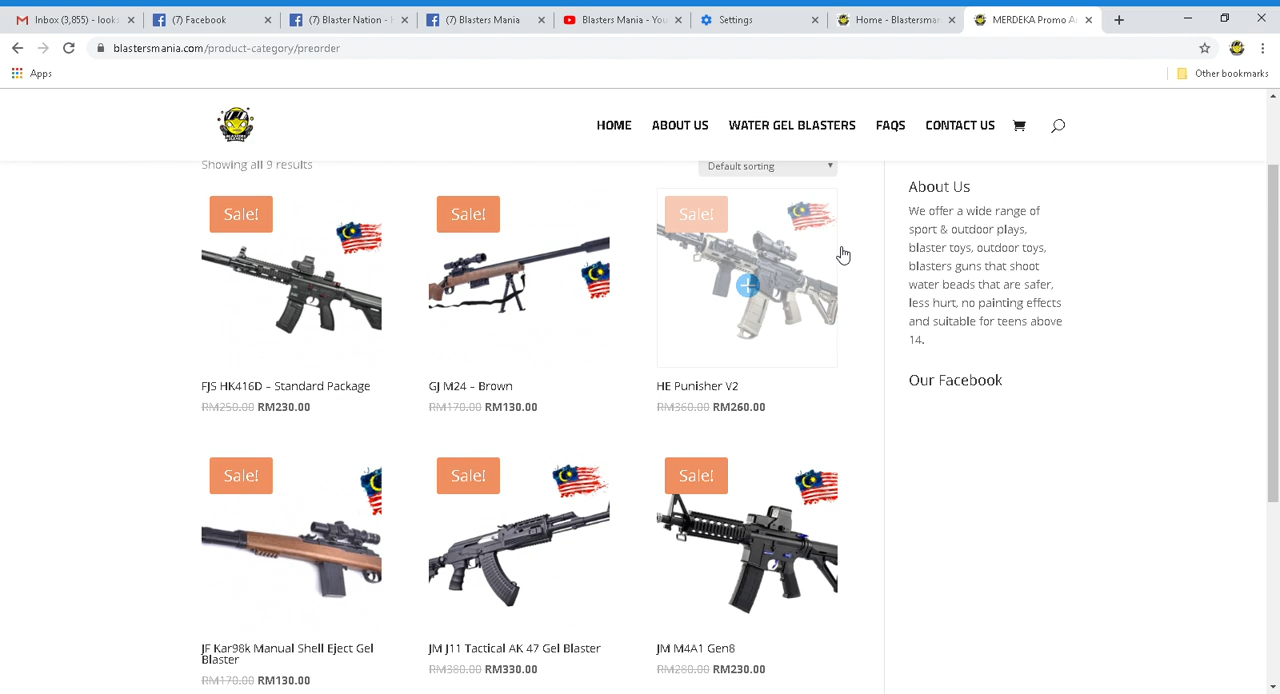 Inbox (3,855) - looks
(7) Facebook
(7) Blaster Nation - H
(7) Blasters Mania
Blasters Mania - You
Settings
Home - Blastersman
MERDEKA Promo A
blastersmania.com/product-category/preorder
Apps
Other bookmarks
HOME
ABOUT US
WATER GEL BLASTERS
FAQS
CONTACT US
Showing all 9 results
Default sorting
Sale!
Sale!
Sale!
FJS HK416D – Standard Package
RM250.00 RM230.00
GJ M24 – Brown
RM170.00 RM130.00
HE Punisher V2
RM360.00 RM260.00
Sale!
Sale!
Sale!
JF Kar98k Manual Shell Eject Gel
Blaster
RM170.00 RM130.00
JM J11 Tactical AK 47 Gel Blaster
RM380.00 RM330.00
JM M4A1 Gen8
RM280.00 RM230.00
About Us
We offer a wide range of
sport & outdoor plays,
blaster toys, outdoor toys,
blasters guns that shoot
water beads that are safer,
less hurt, no painting effects
and suitable for teens above
14.
Our Facebook